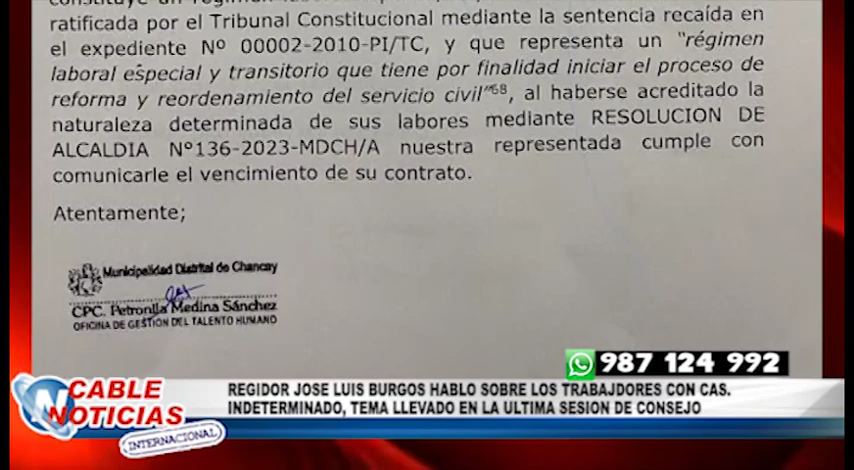 ratificada por el Tribunal Constitucional mediante la sentencia recaída en
el expediente Nº 00002-2010-PI/TC, y que representa un "régimen
laboral especial y transitorio que tiene por finalidad iniciar el proceso de
reforma y reordenamiento del servicio civil"⁶⁸, al haberse acreditado la
naturaleza determinada de sus labores mediante RESOLUCION DE
ALCALDIA Nº136-2023-MDCH/A nuestra representada cumple con
comunicarle el vencimiento de su contrato.
Atentamente;
Municipalidad Distrital de Chancay
CPC. Petronila Medina Sánchez
OFICINA DE GESTIÓN DEL TALENTO HUMANO
987 124 992
CABLE
NOTICIAS
INTERNACIONAL
REGIDOR JOSE LUIS BURGOS HABLO SOBRE LOS TRABAJDORES CON CAS.
INDETERMINADO, TEMA LLEVADO EN LA ULTIMA SESION DE CONSEJO